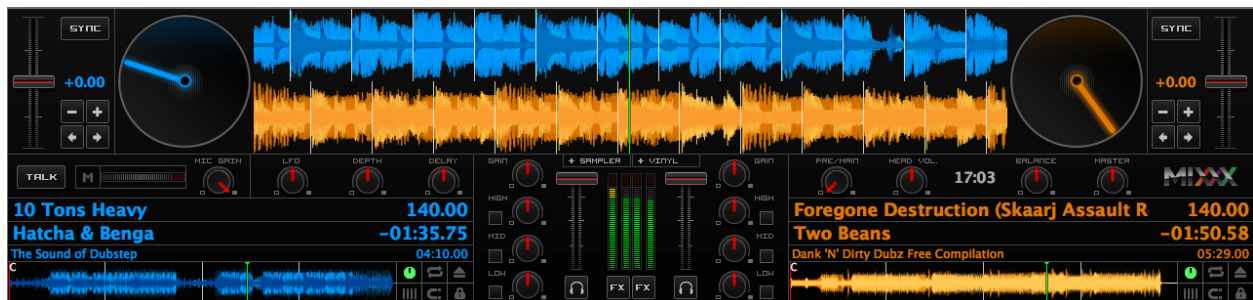 SYNC
SYNC
+0.00
+0.00
MIC GAIN
LFO
DEPTH
DELAY
GAIN
+ SAMPLER
+ VINYL
GAIN
PRE/MAIN
HEAD VOL.
17:03
BALANCE
MASTER
MIXXX
TALK
M
10 Tons Heavy 140.00
HIGH
HIGH
Foregone Destruction (Skaarj Assault R 140.00
Hatcha & Benga -01:35.75
MID
MID
Two Beans -01:50.58
The Sound of Dubstep 04:10.00
LOW
LOW
Dank 'N' Dirty Dubz Free Compilation 05:29.00
C
FX
FX
C